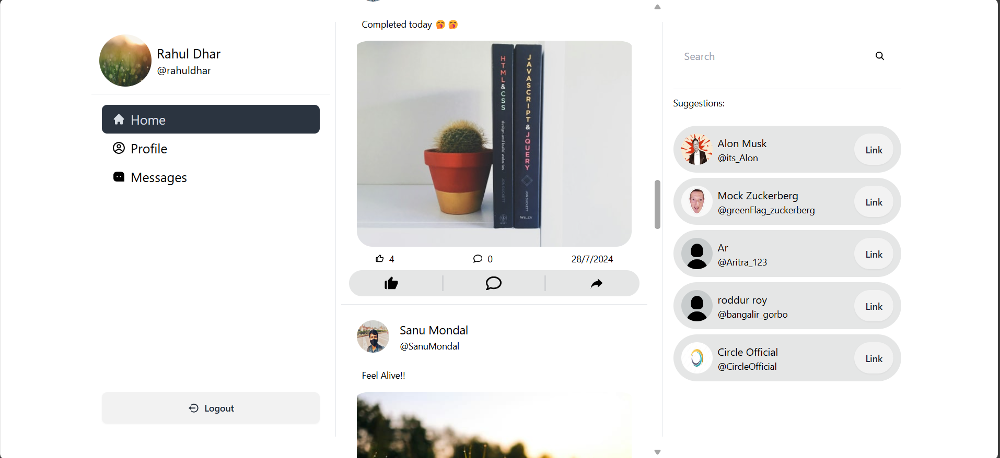 Rahul Dhar
@rahuldhar
Home
Profile
Messages
Logout
Completed today 🥱 🥱
HTML & CSS
design and build websites
JON DUCKETT
JAVASCRIPT & JQUERY
JON DUCKETT
WILEY
4
0
28/7/2024
Sanu Mondal
@SanuMondal
Feel Alive!!
Search
Suggestions:
Alon Musk
@its_Alon
Link
Mock Zuckerberg
@greenFlag_zuckerberg
Link
Ar
@Aritra_123
Link
roddur roy
@bangalir_gorbo
Link
Circle Official
@CircleOfficial
Link